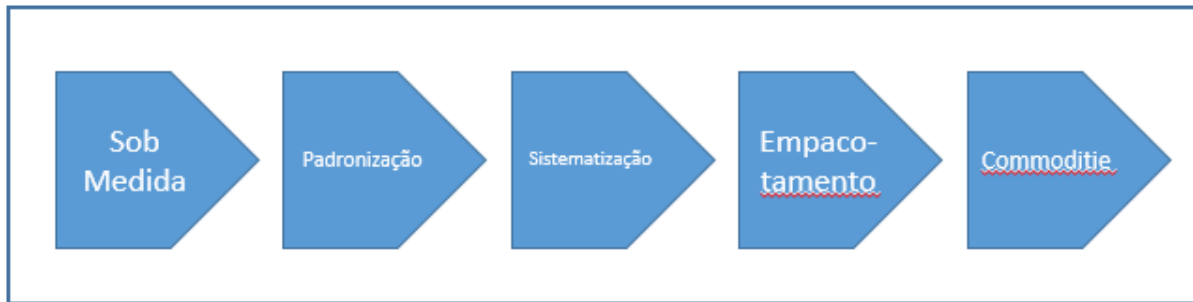 Sob
Medida
Padronização
Sistematização
Empaco-
tamento
Commoditie